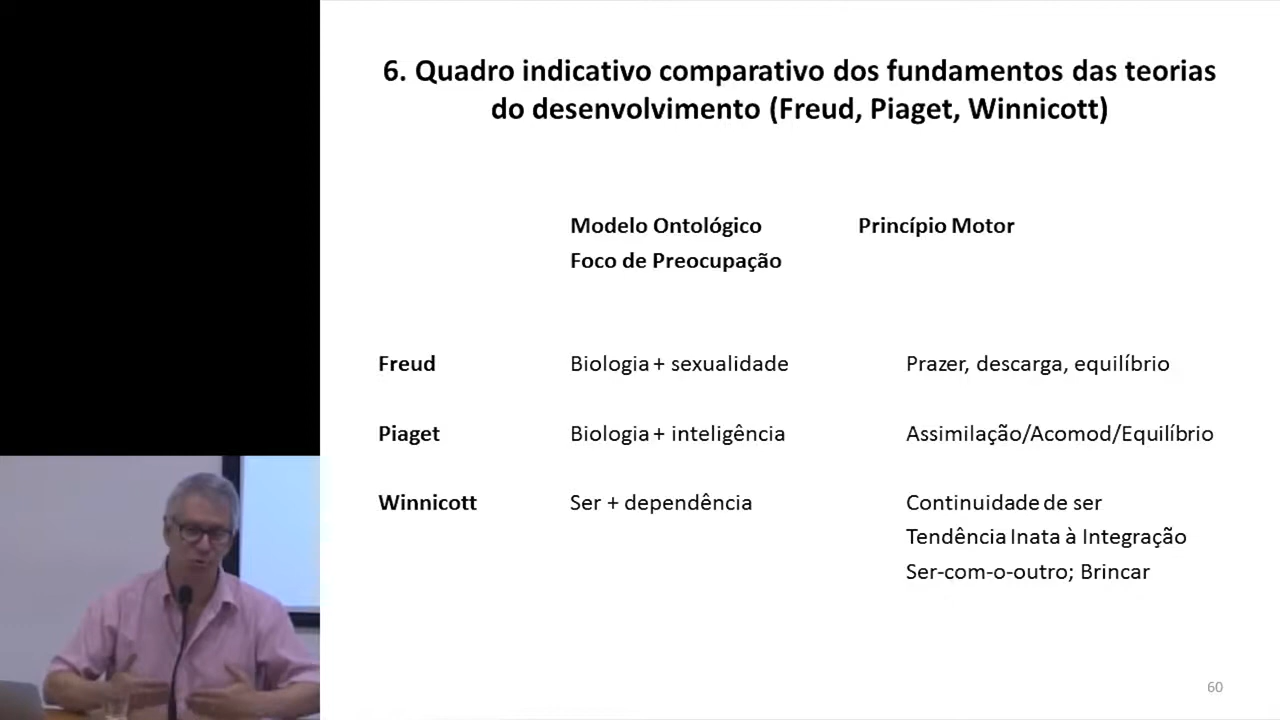 6. Quadro indicativo comparativo dos fundamentos das teorias
do desenvolvimento (Freud, Piaget, Winnicott)
Modelo Ontológico Princípio Motor
Foco de Preocupação
Freud Biologia + sexualidade Prazer, descarga, equilíbrio
Piaget Biologia + inteligência Assimilação/Acomod/Equilíbrio
Winnicott Ser + dependência Continuidade de ser
Tendência Inata à Integração
Ser-com-o-outro; Brincar
60